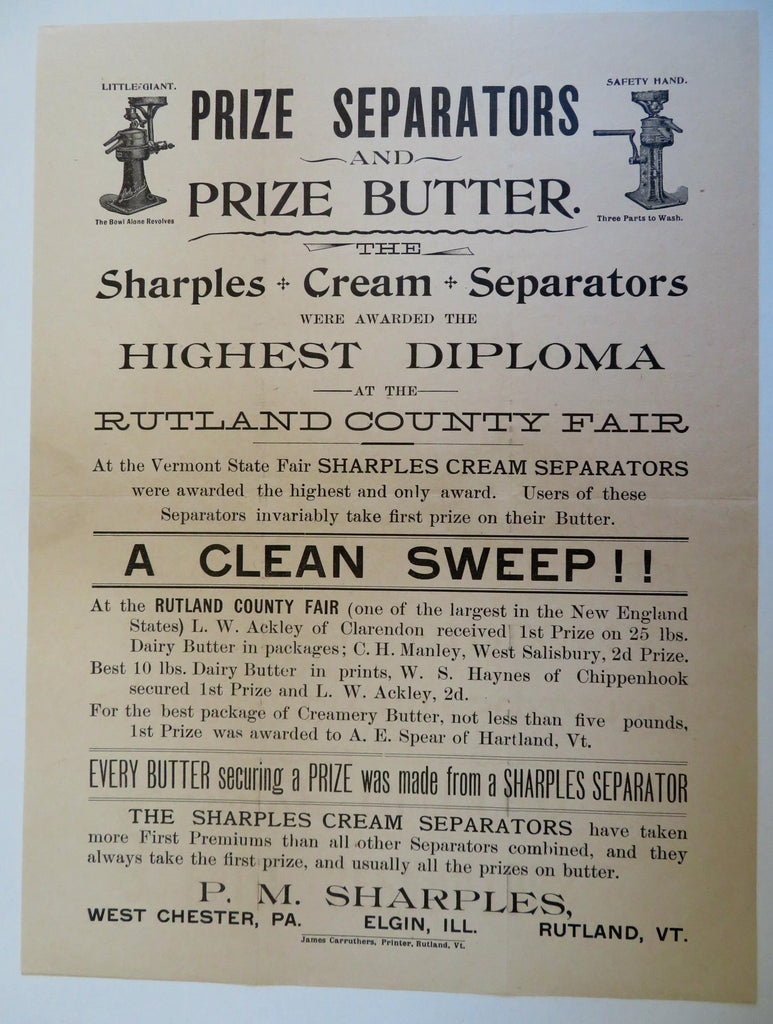 LITTLE GIANT.
SAFETY HAND.
PRIZE SEPARATORS
AND
PRIZE BUTTER.
The Bowl Alone Revolves
Three Parts to Wash.
THE
Sharples + Cream + Separators
WERE AWARDED THE
HIGHEST DIPLOMA
AT THE
RUTLAND COUNTY FAIR
At the Vermont State Fair SHARPLES CREAM SEPARATORS
were awarded the highest and only award. Users of these
Separators invariably take first prize on their Butter.
A CLEAN SWEEP!!
At the RUTLAND COUNTY FAIR (one of the largest in the New England
States) L. W. Ackley of Clarendon received 1st Prize on 25 lbs.
Dairy Butter in packages; C. H. Manley, West Salisbury, 2d Prize.
Best 10 lbs. Dairy Butter in prints, W. S. Haynes of Chippenhook
secured 1st Prize and L. W. Ackley, 2d.
For the best package of Creamery Butter, not less than five pounds,
1st Prize was awarded to A. E. Spear of Hartland, Vt.
EVERY BUTTER securing a PRIZE was made from a SHARPLES SEPARATOR
THE SHARPLES CREAM SEPARATORS have taken
more First Premiums than all other Separators combined, and they
always take the first prize, and usually all the prizes on butter.
P. M. SHARPLES,
WEST CHESTER, PA. ELGIN, ILL. RUTLAND, VT.
James Carruthers, Printer, Rutland, Vt.